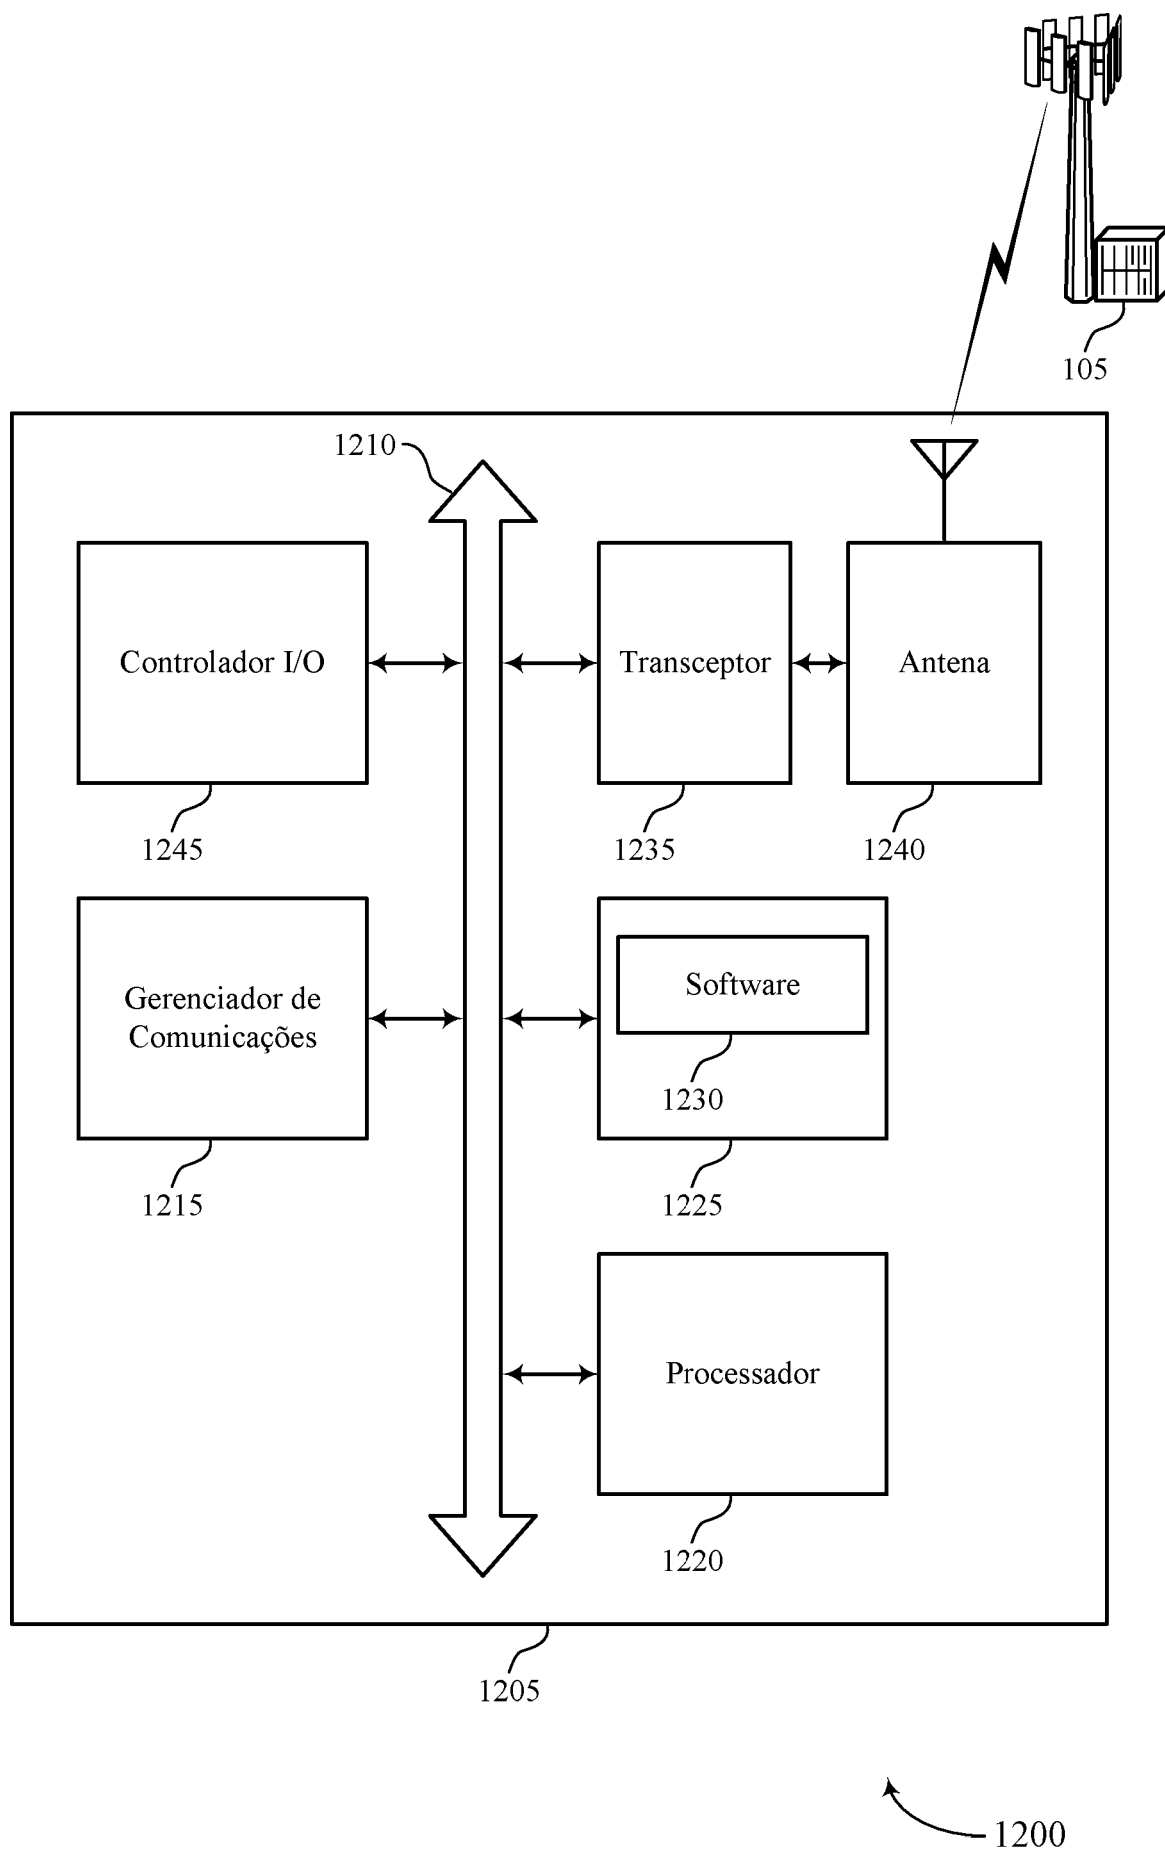 105
1210
Controlador I/O
Transceptor
Antena
1245
1235
1240
Gerenciador de
Comunicações
Software
1230
1215
1225
Processador
1220
1205
1200